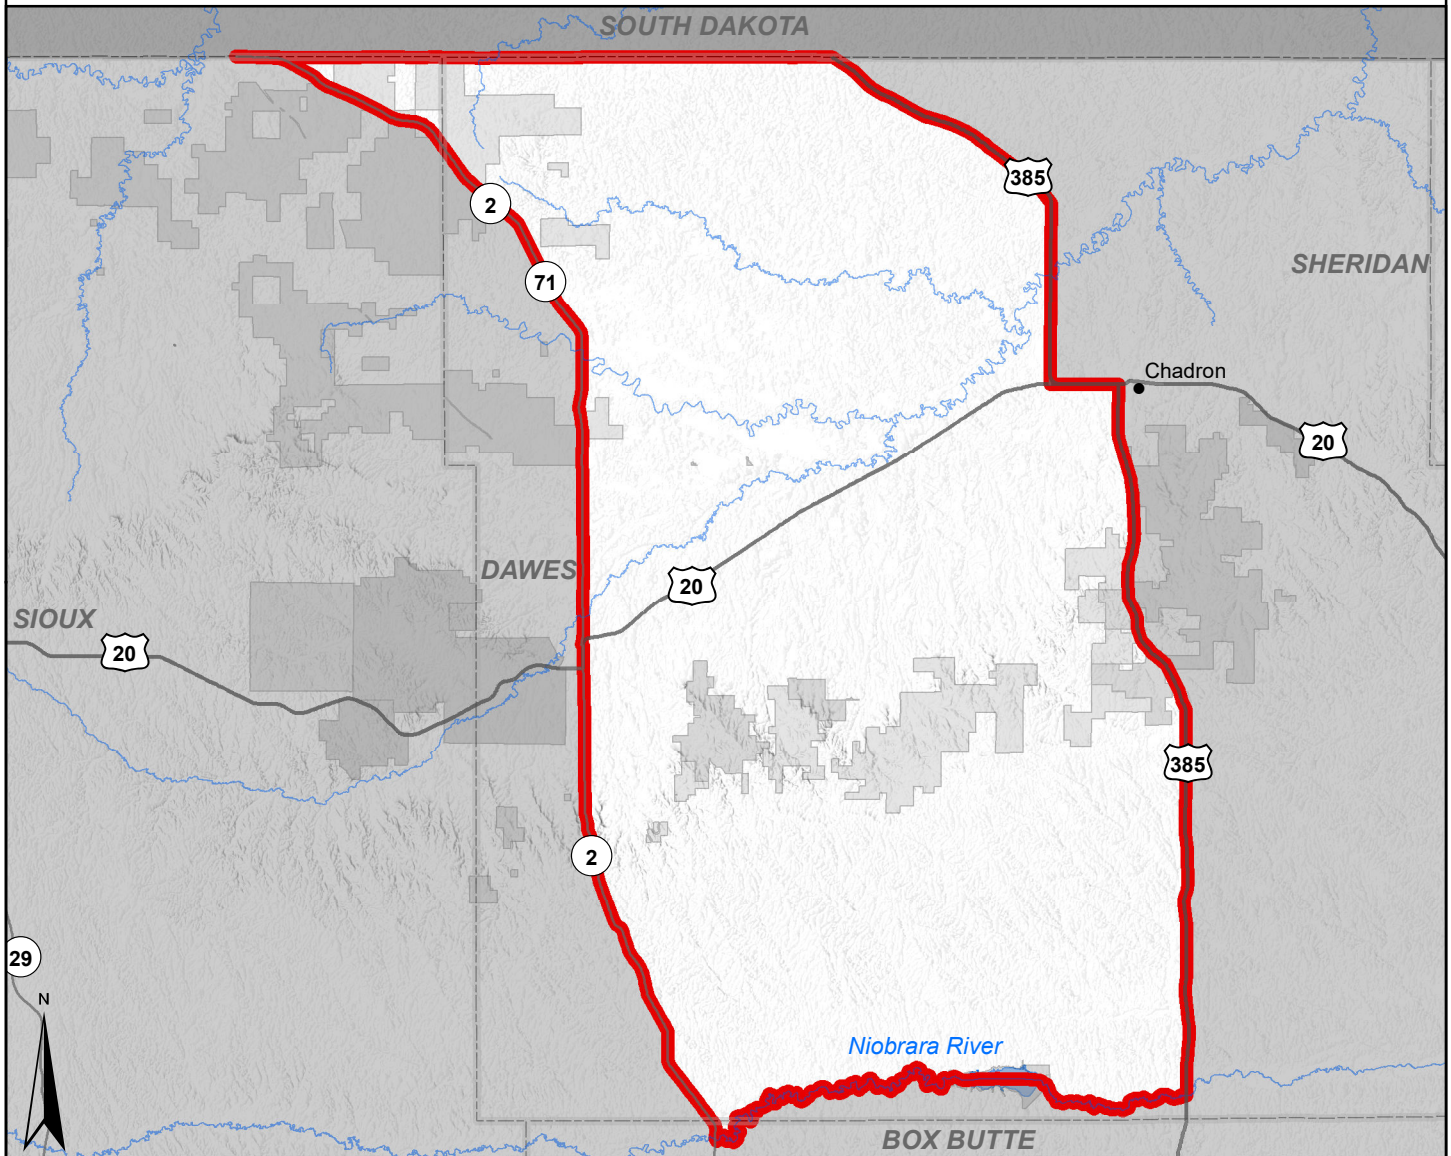 SOUTH DAKOTA
385
2
SHERIDAN
71
Chadron
20
DAWES
20
SIOUX
20
385
2
29
N
Niobrara River
BOX BUTTE